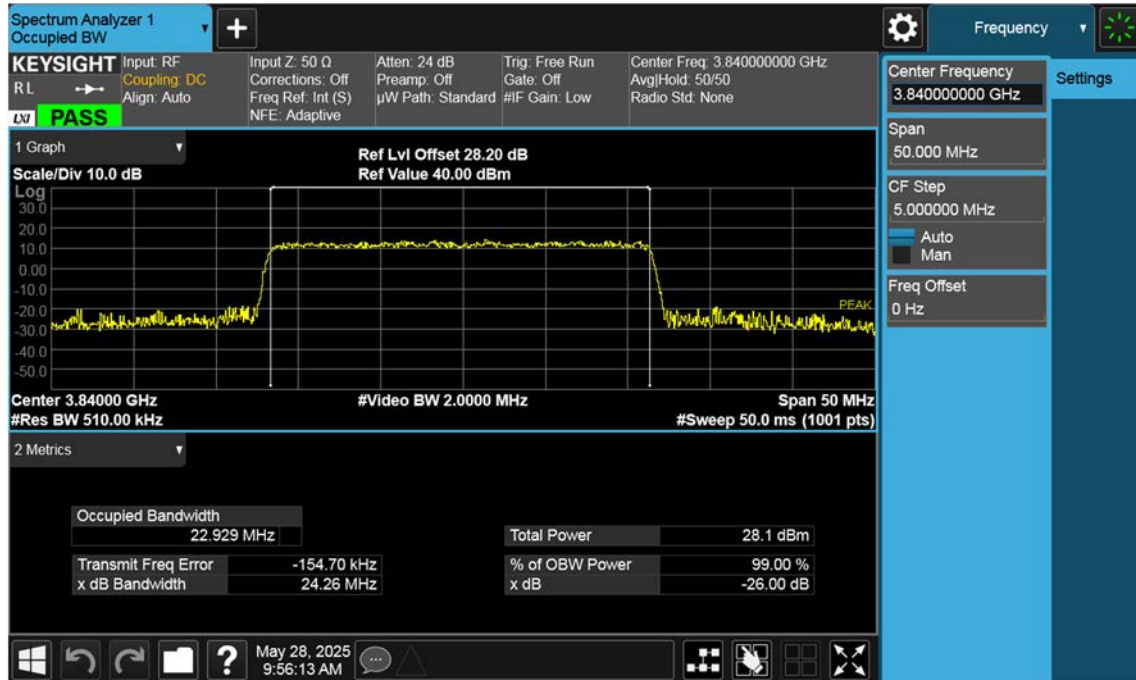 Spectrum Analyzer 1
Occupied BW
Frequency
KEYSIGHT
R L
LXI
PASS
Input: RF
Coupling: DC
Align: Auto
Input Z: 50 Ω
Corrections: Off
Freq Ref: Int (S)
NFE: Adaptive
Atten: 24 dB
Preamp: Off
µW Path: Standard
Trig: Free Run
Gate: Off
#IF Gain: Low
Center Freq: 3.840000000 GHz
Avg|Hold: 50/50
Radio Std: None
Center Frequency
3.840000000 GHz
Settings
Span
50.000 MHz
CF Step
5.000000 MHz
Auto
Man
Freq Offset
0 Hz
1 Graph
Scale/Div 10.0 dB
Ref Lvl Offset 28.20 dB
Ref Value 40.00 dBm
Log
30.0
20.0
10.0
0.00
-10.0
-20.0
-30.0
-40.0
-50.0
PEAK
Center 3.84000 GHz
#Video BW 2.0000 MHz
Span 50 MHz
#Res BW 510.00 kHz
#Sweep 50.0 ms (1001 pts)
2 Metrics
Occupied Bandwidth
22.929 MHz
Total Power 28.1 dBm
Transmit Freq Error -154.70 kHz
% of OBW Power 99.00 %
x dB Bandwidth 24.26 MHz
x dB -26.00 dB
?
May 28, 2025
9:56:13 AM